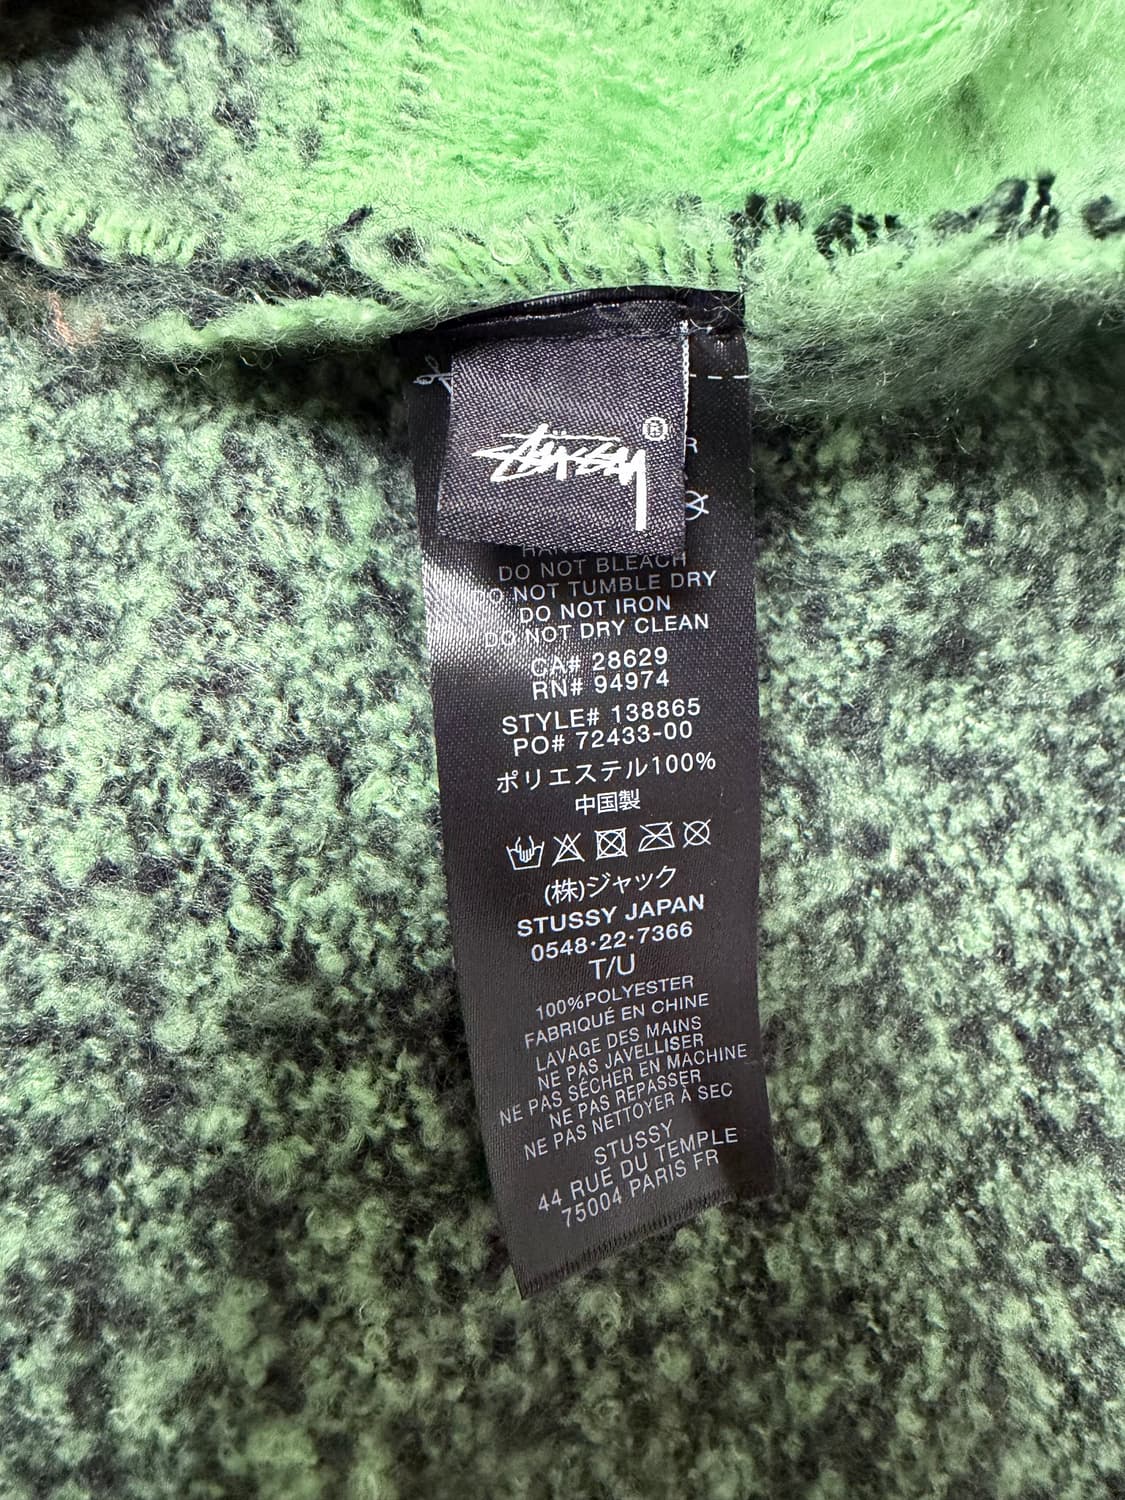 STÜSSY®
R
DO NOT BLEACH
O NOT TUMBLE DRY
DO NOT IRON
DO NOT DRY CLEAN
CA# 28629
RN# 94974
STYLE# 138865
PO# 72433-00
ポリエステル100%
中国製
(株)ジャック
STUSSY JAPAN
0548·22·7366
T/U
100%POLYESTER
FABRIQUÉ EN CHINE
LAVAGE DES MAINS
NE PAS JAVELLISER
NE PAS SÉCHER EN MACHINE
NE PAS REPASSER
NE PAS NETTOYER À SEC
STUSSY
44 RUE DU TEMPLE
75004 PARIS FR